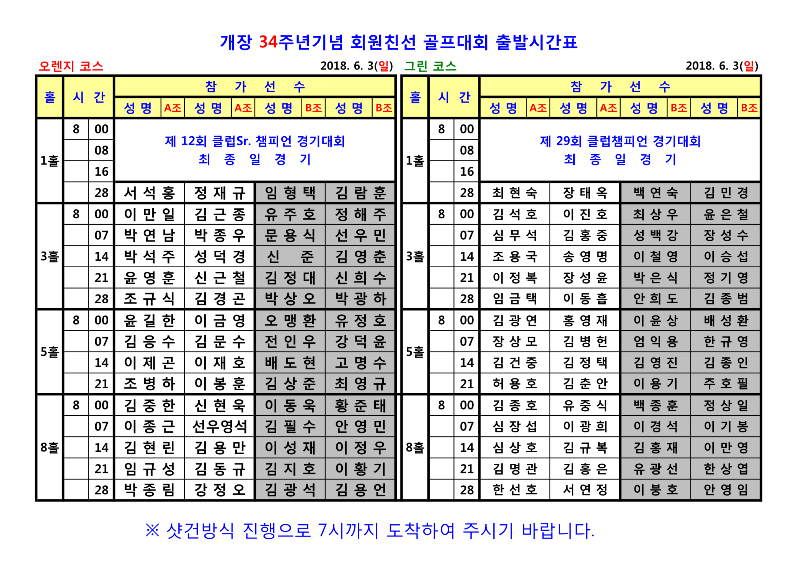 개장 34주년기념 회원친선 골프대회 출발시간표
오렌지 코스 2018. 6. 3(일)
홀 시 간 참 가 선 수
성 명 A조 성 명 A조 성 명 B조 성 명 B조
1홀 8 00 제 12회 클럽Sr. 챔피언 경기대회
08 최 종 일 경 기
16
28 서석홍 정재규 임형택 김람훈
3홀 8 00 이만일 김근종 유주호 정해주
07 박연남 박종우 문용식 선우민
14 박석주 성덕경 신 준 김영춘
21 윤영훈 신근철 김정대 신희수
28 조규식 김경곤 박상오 박광하
5홀 8 00 윤길한 이금영 오맹환 유정호
07 김응수 김문수 전인우 강덕윤
14 이제곤 이재호 배도현 고명수
21 조병하 이봉훈 김상준 최영규
8홀 8 00 김중한 신현욱 이동욱 황준태
07 이종근 선우영석 김필수 안영민
14 김현린 김용만 이성재 이정우
21 임규성 김동규 김지호 이황기
28 박종림 강정오 김광석 김용언
그린 코스 2018. 6. 3(일)
홀 시 간 참 가 선 수
성 명 A조 성 명 A조 성 명 B조 성 명 B조
1홀 8 00 제 29회 클럽챔피언 경기대회
08 최 종 일 경 기
16
28 최현숙 장태옥 백연숙 김민경
3홀 8 00 김석호 이진호 최상우 윤은철
07 심무석 김홍중 성백강 장성수
14 조용국 송영명 이철영 이승섭
21 이정복 장성윤 박은식 정기영
28 임금택 이동흡 안희도 김종범
5홀 8 00 김광연 홍영재 이윤상 배성환
07 장상모 김병헌 엄익용 한규영
14 김건중 김정택 김영진 김종인
21 허용호 김춘안 이용기 주호필
8홀 8 00 김종호 유중식 백종훈 정상일
07 심장섭 이광희 이경석 이기봉
14 심상호 김규복 김홍재 이만영
21 김명관 김홍은 유광선 한상엽
28 한선호 서연정 이붕호 안영임
※ 샷건방식 진행으로 7시까지 도착하여 주시기 바랍니다.